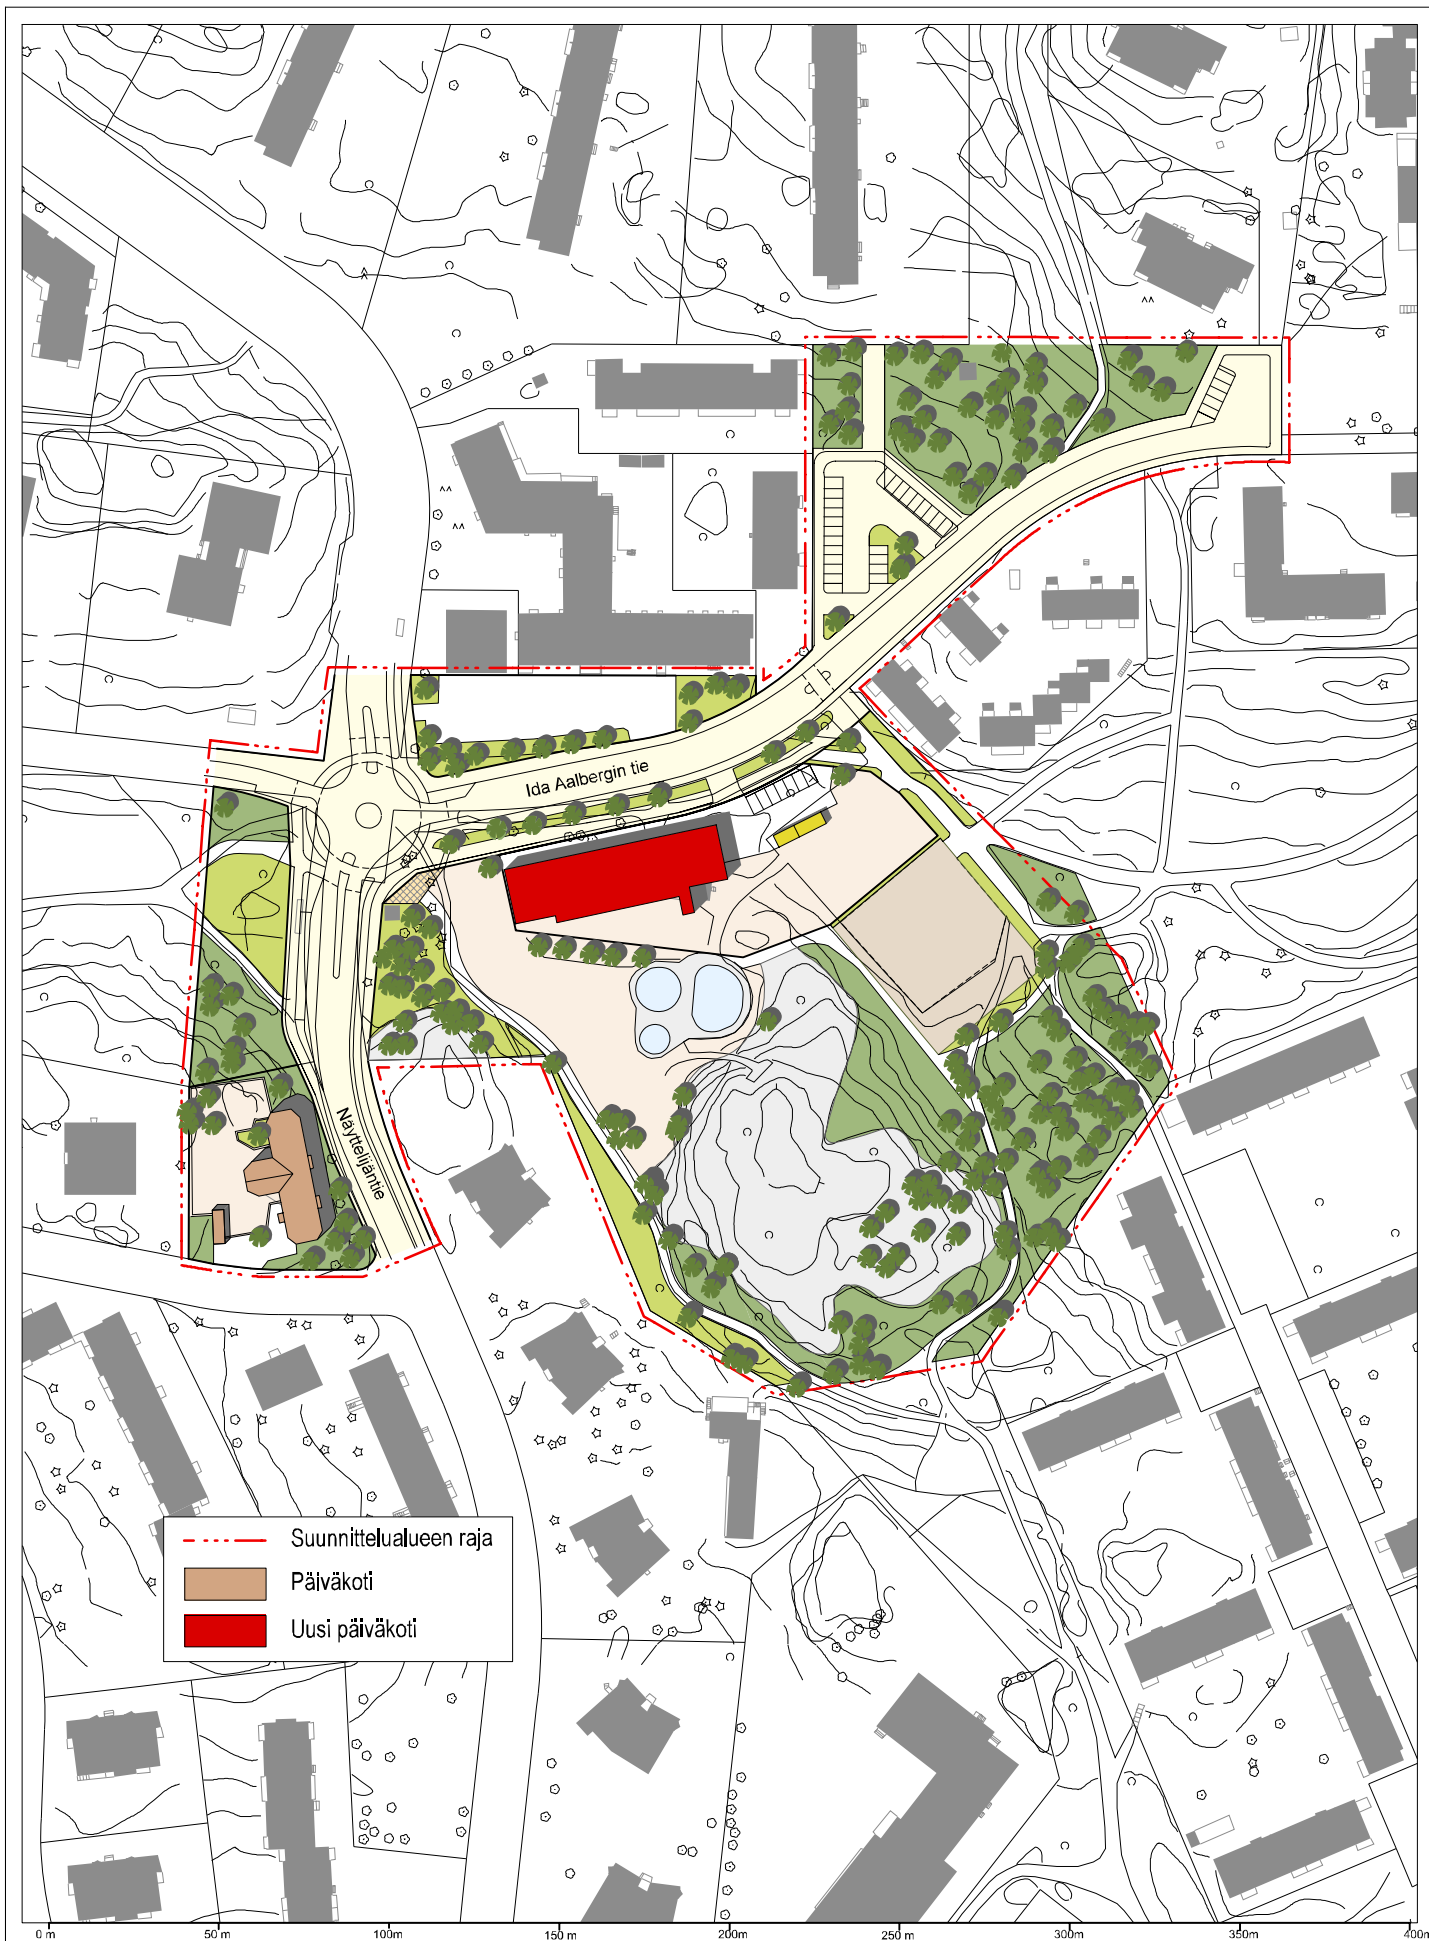 Ida Aalbergin tie
Näyttelijäntie
Suunnittelualueen raja
Päiväkoti
Uusi päiväkoti
0 m 50 m 100m 150 m 200m 250 m 300m 350m 400m